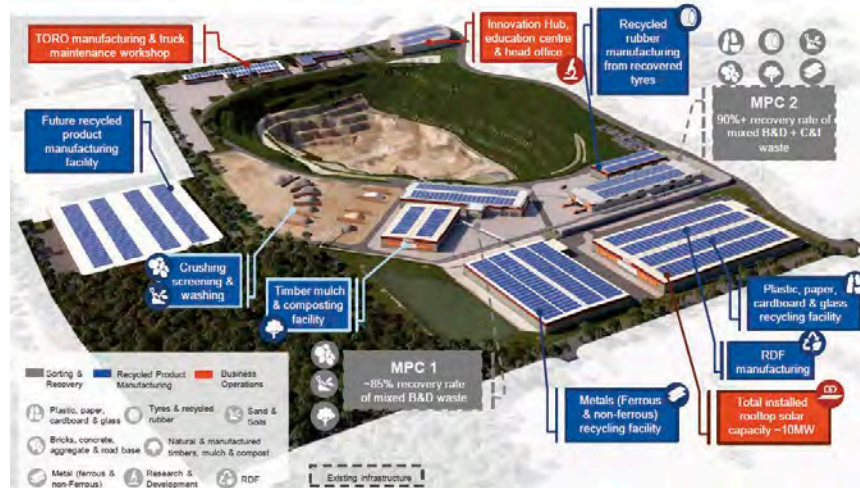 TORO manufacturing & truck
maintenance workshop
Innovation Hub,
education centre
& head office
Recycled
rubber
manufacturing
from recovered
tyres
MPC 2
90%+ recovery rate of
mixed B&D + C&I
waste
Future recycled
product
manufacturing
facility
Crushing
screening &
washing
Timber mulch
& composting
facility
Plastic, paper,
cardboard & glass
recycling facility
RDF
manufacturing
MPC 1
~85% recovery rate
of mixed B&D waste
Metals (Ferrous
& non-ferrous)
recycling facility
Total installed
rooftop solar
capacity ~10MW
Sorting &
Recovery
Recycled Product
Manufacturing
Business
Operations
Plastic, paper,
cardboard & glass
Tyres & recycled
rubber
Sand &
Soils
Bricks, concrete,
aggregate & road base
Natural & manufactured
timbers, mulch & compost
Metal (ferrous &
non-Ferrous)
Research &
Development
RDF
Existing infrastructure